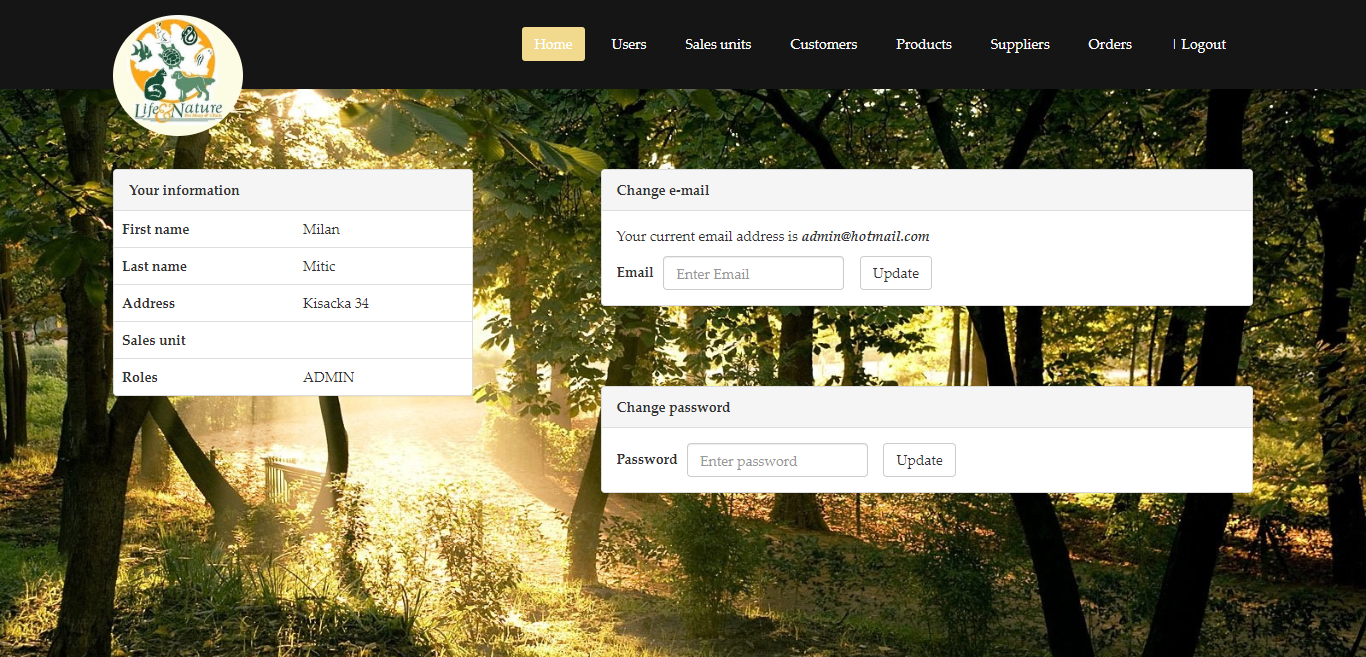 Home Users Sales units Customers Products Suppliers Orders | Logout
Life & Nature
Your information
First name Milan
Last name Mitic
Address Kisacka 34
Sales unit
Roles ADMIN
Change e-mail
Your current email address is admin@hotmail.com
Email Enter Email Update
Change password
Password Enter password Update